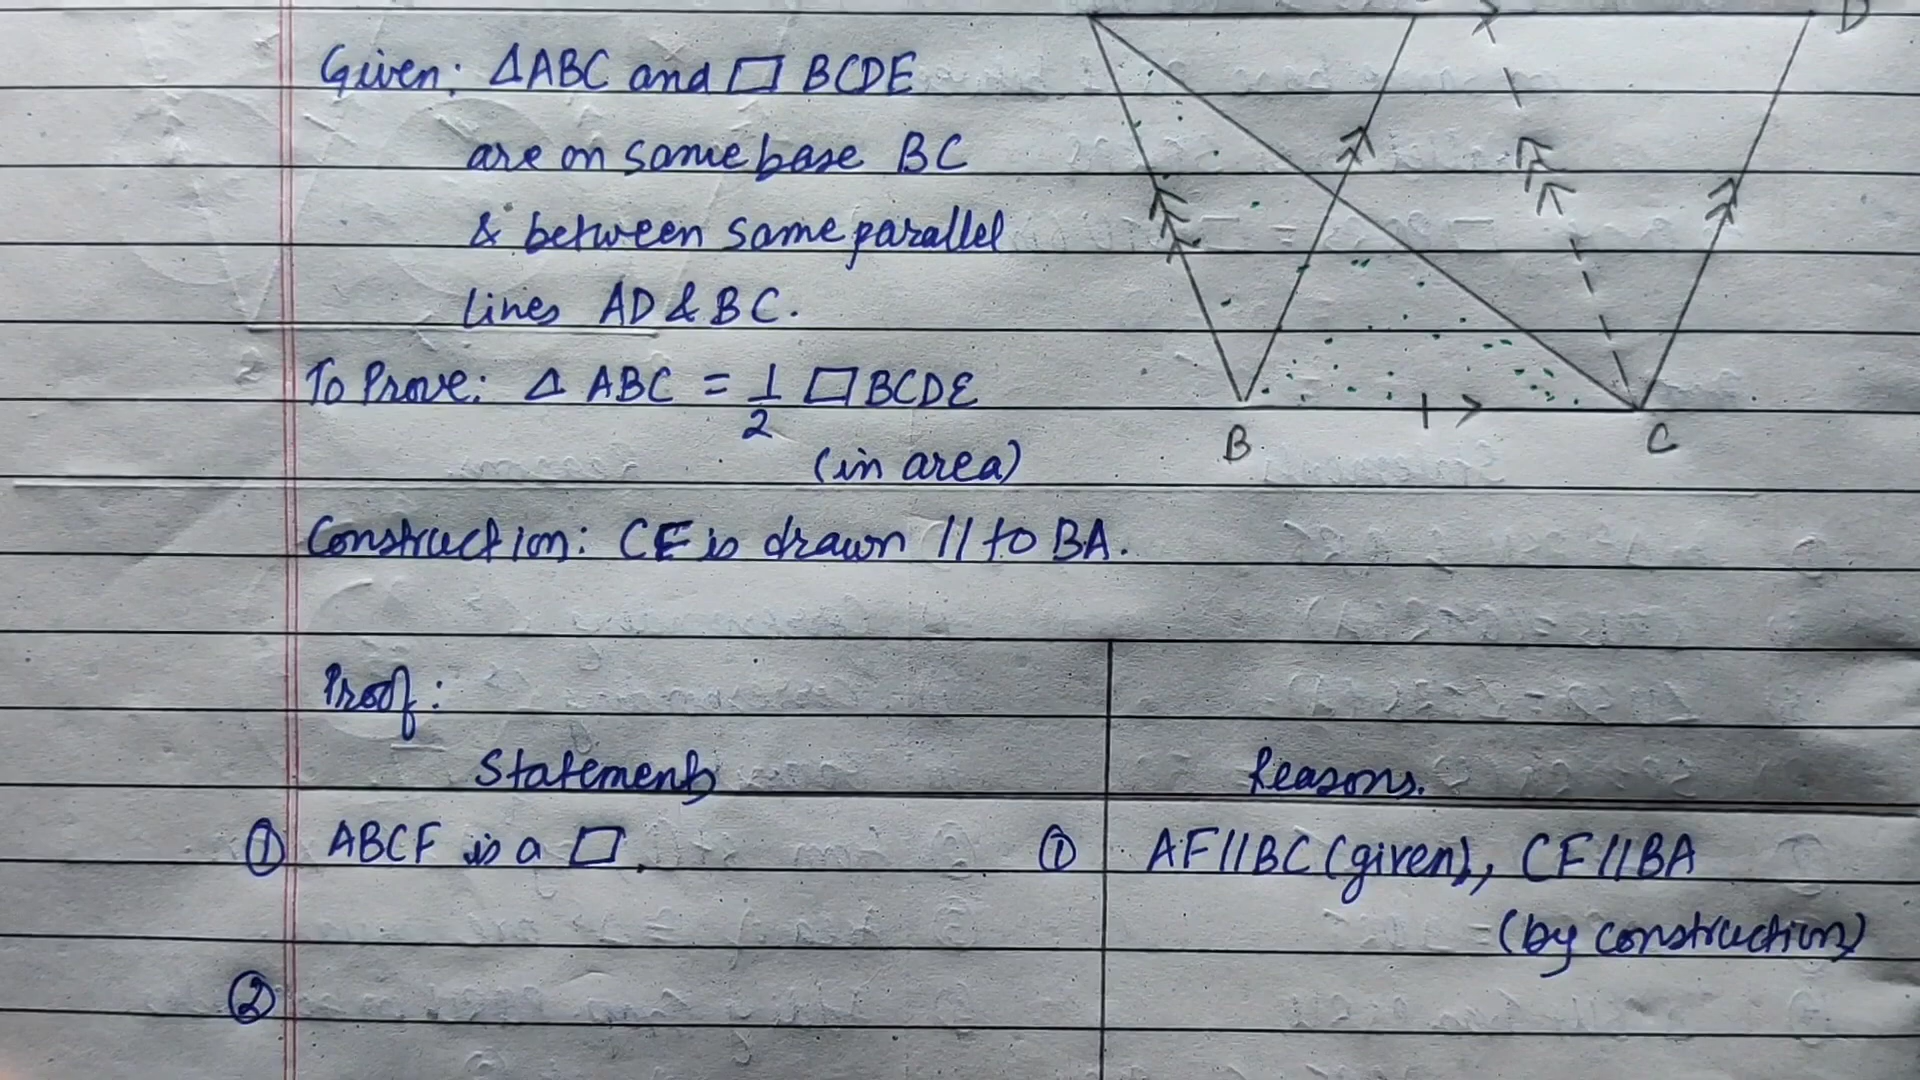 D
Given: ΔABC and ▱ BCDE
are on same base BC
& between same parallel
lines AD & BC.
To Prove: Δ ABC = 1/2 ▱ BCDE
(in area)
B
C
Construction: CF is drawn // to BA.
Proof:
Statements
Reasons.
① ABCF is a ▱.
① AF//BC (given), CF//BA
(by construction)
②